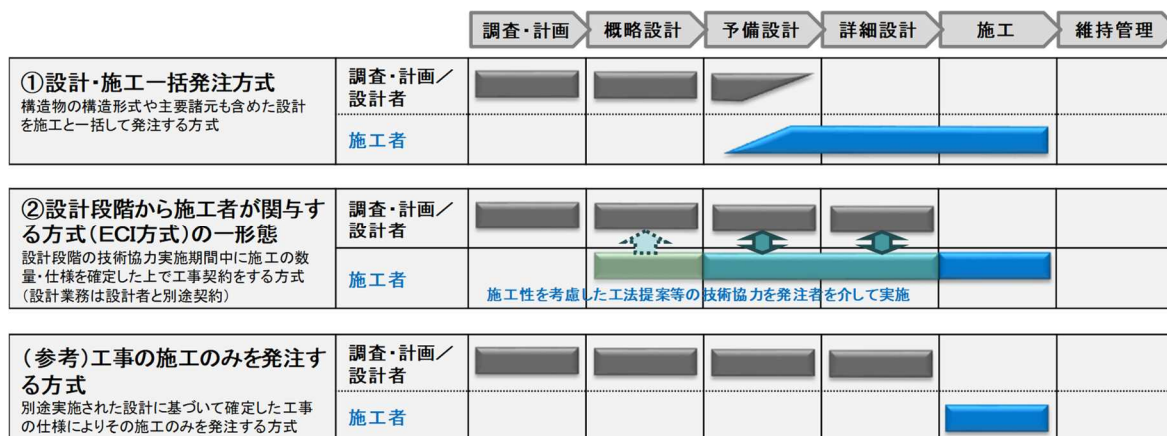 調査・計画 概略設計 予備設計 詳細設計 施工 維持管理
①設計・施工一括発注方式
構造物の構造形式や主要諸元も含めた設計
を施工と一括して発注する方式
調査・計画／
設計者
施工者
②設計段階から施工者が関与す
る方式(ECI方式)の一形態
設計段階の技術協力実施期間中に施工の数
量・仕様を確定した上で工事契約をする方式
(設計業務は設計者と別途契約)
調査・計画／
設計者
施工者
施工性を考慮した工法提案等の技術協力を発注者を介して実施
(参考)工事の施工のみを発注す
る方式
別途実施された設計に基づいて確定した工事
の仕様によりその施工のみを発注する方式
調査・計画／
設計者
施工者